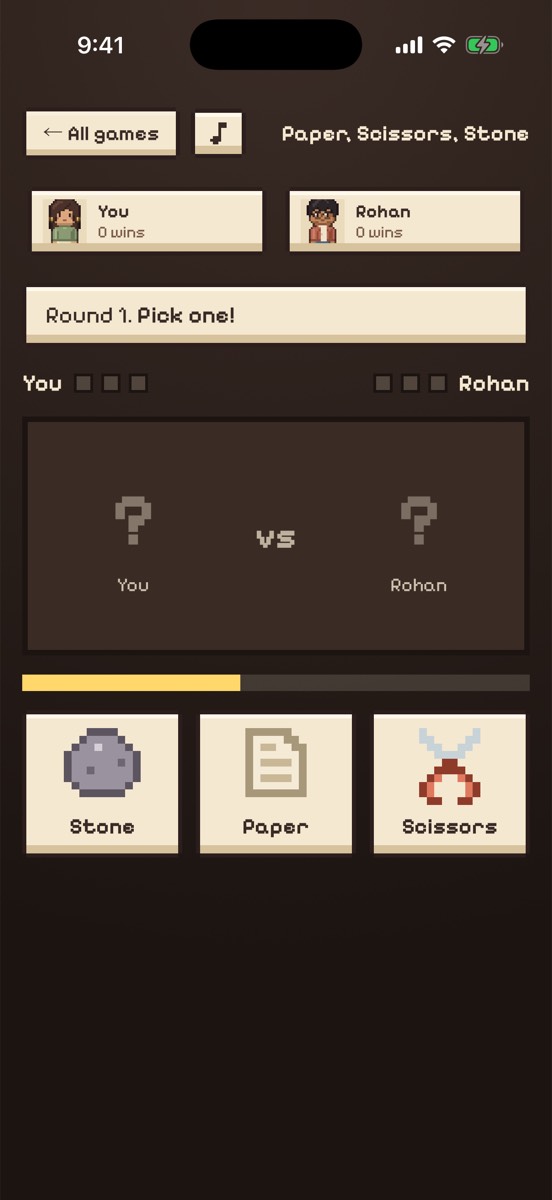 9:41
← All games
Paper, Scissors, Stone
You
0 wins
Rohan
0 wins
Round 1. Pick one!
You
Rohan
?
vs
?
You
Rohan
Stone
Paper
Scissors